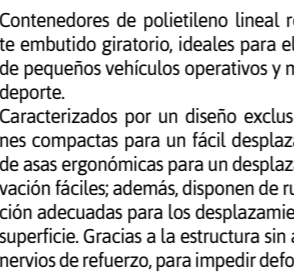 Contenedores de polietileno lineal r
te embutido giratorio, ideales para el
de pequeños vehículos operativos y
deporte.
Caracterizados por un diseño exclus
nes compactas para un fácil desplaz
de asas ergonómicas para un desplaz
vación fáciles; además, disponen de ru
ción adecuadas para los desplazamie
superficie. Gracias a la estructura sin
nervios de refuerzo, para impedir defo